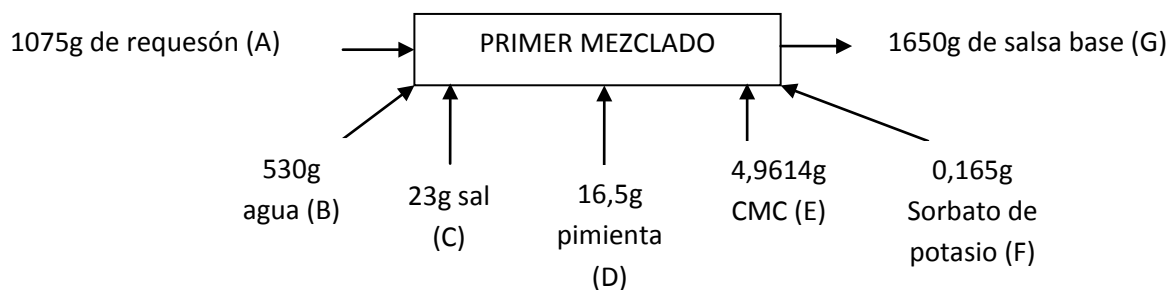 1075g de requesón (A)
PRIMER MEZCLADO
1650g de salsa base (G)
530g
agua (B)
23g sal
(C)
16,5g
pimienta
(D)
4,9614g
CMC (E)
0,165g
Sorbato de
potasio (F)